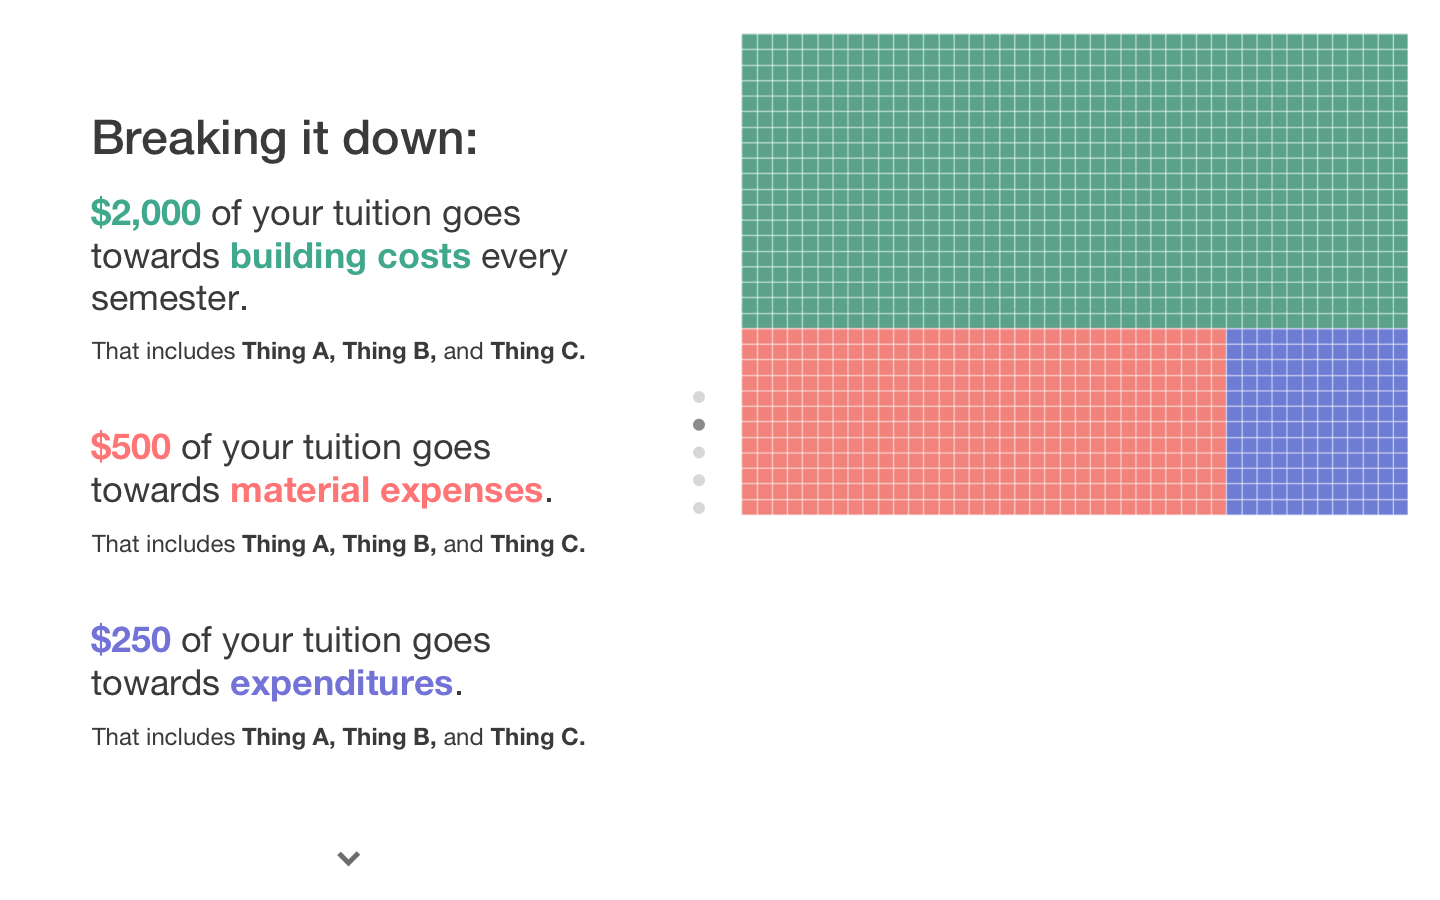 Breaking it down:
$2,000 of your tuition goes
towards building costs every
semester.
That includes Thing A, Thing B, and Thing C.
$500 of your tuition goes
towards material expenses.
That includes Thing A, Thing B, and Thing C.
$250 of your tuition goes
towards expenditures.
That includes Thing A, Thing B, and Thing C.